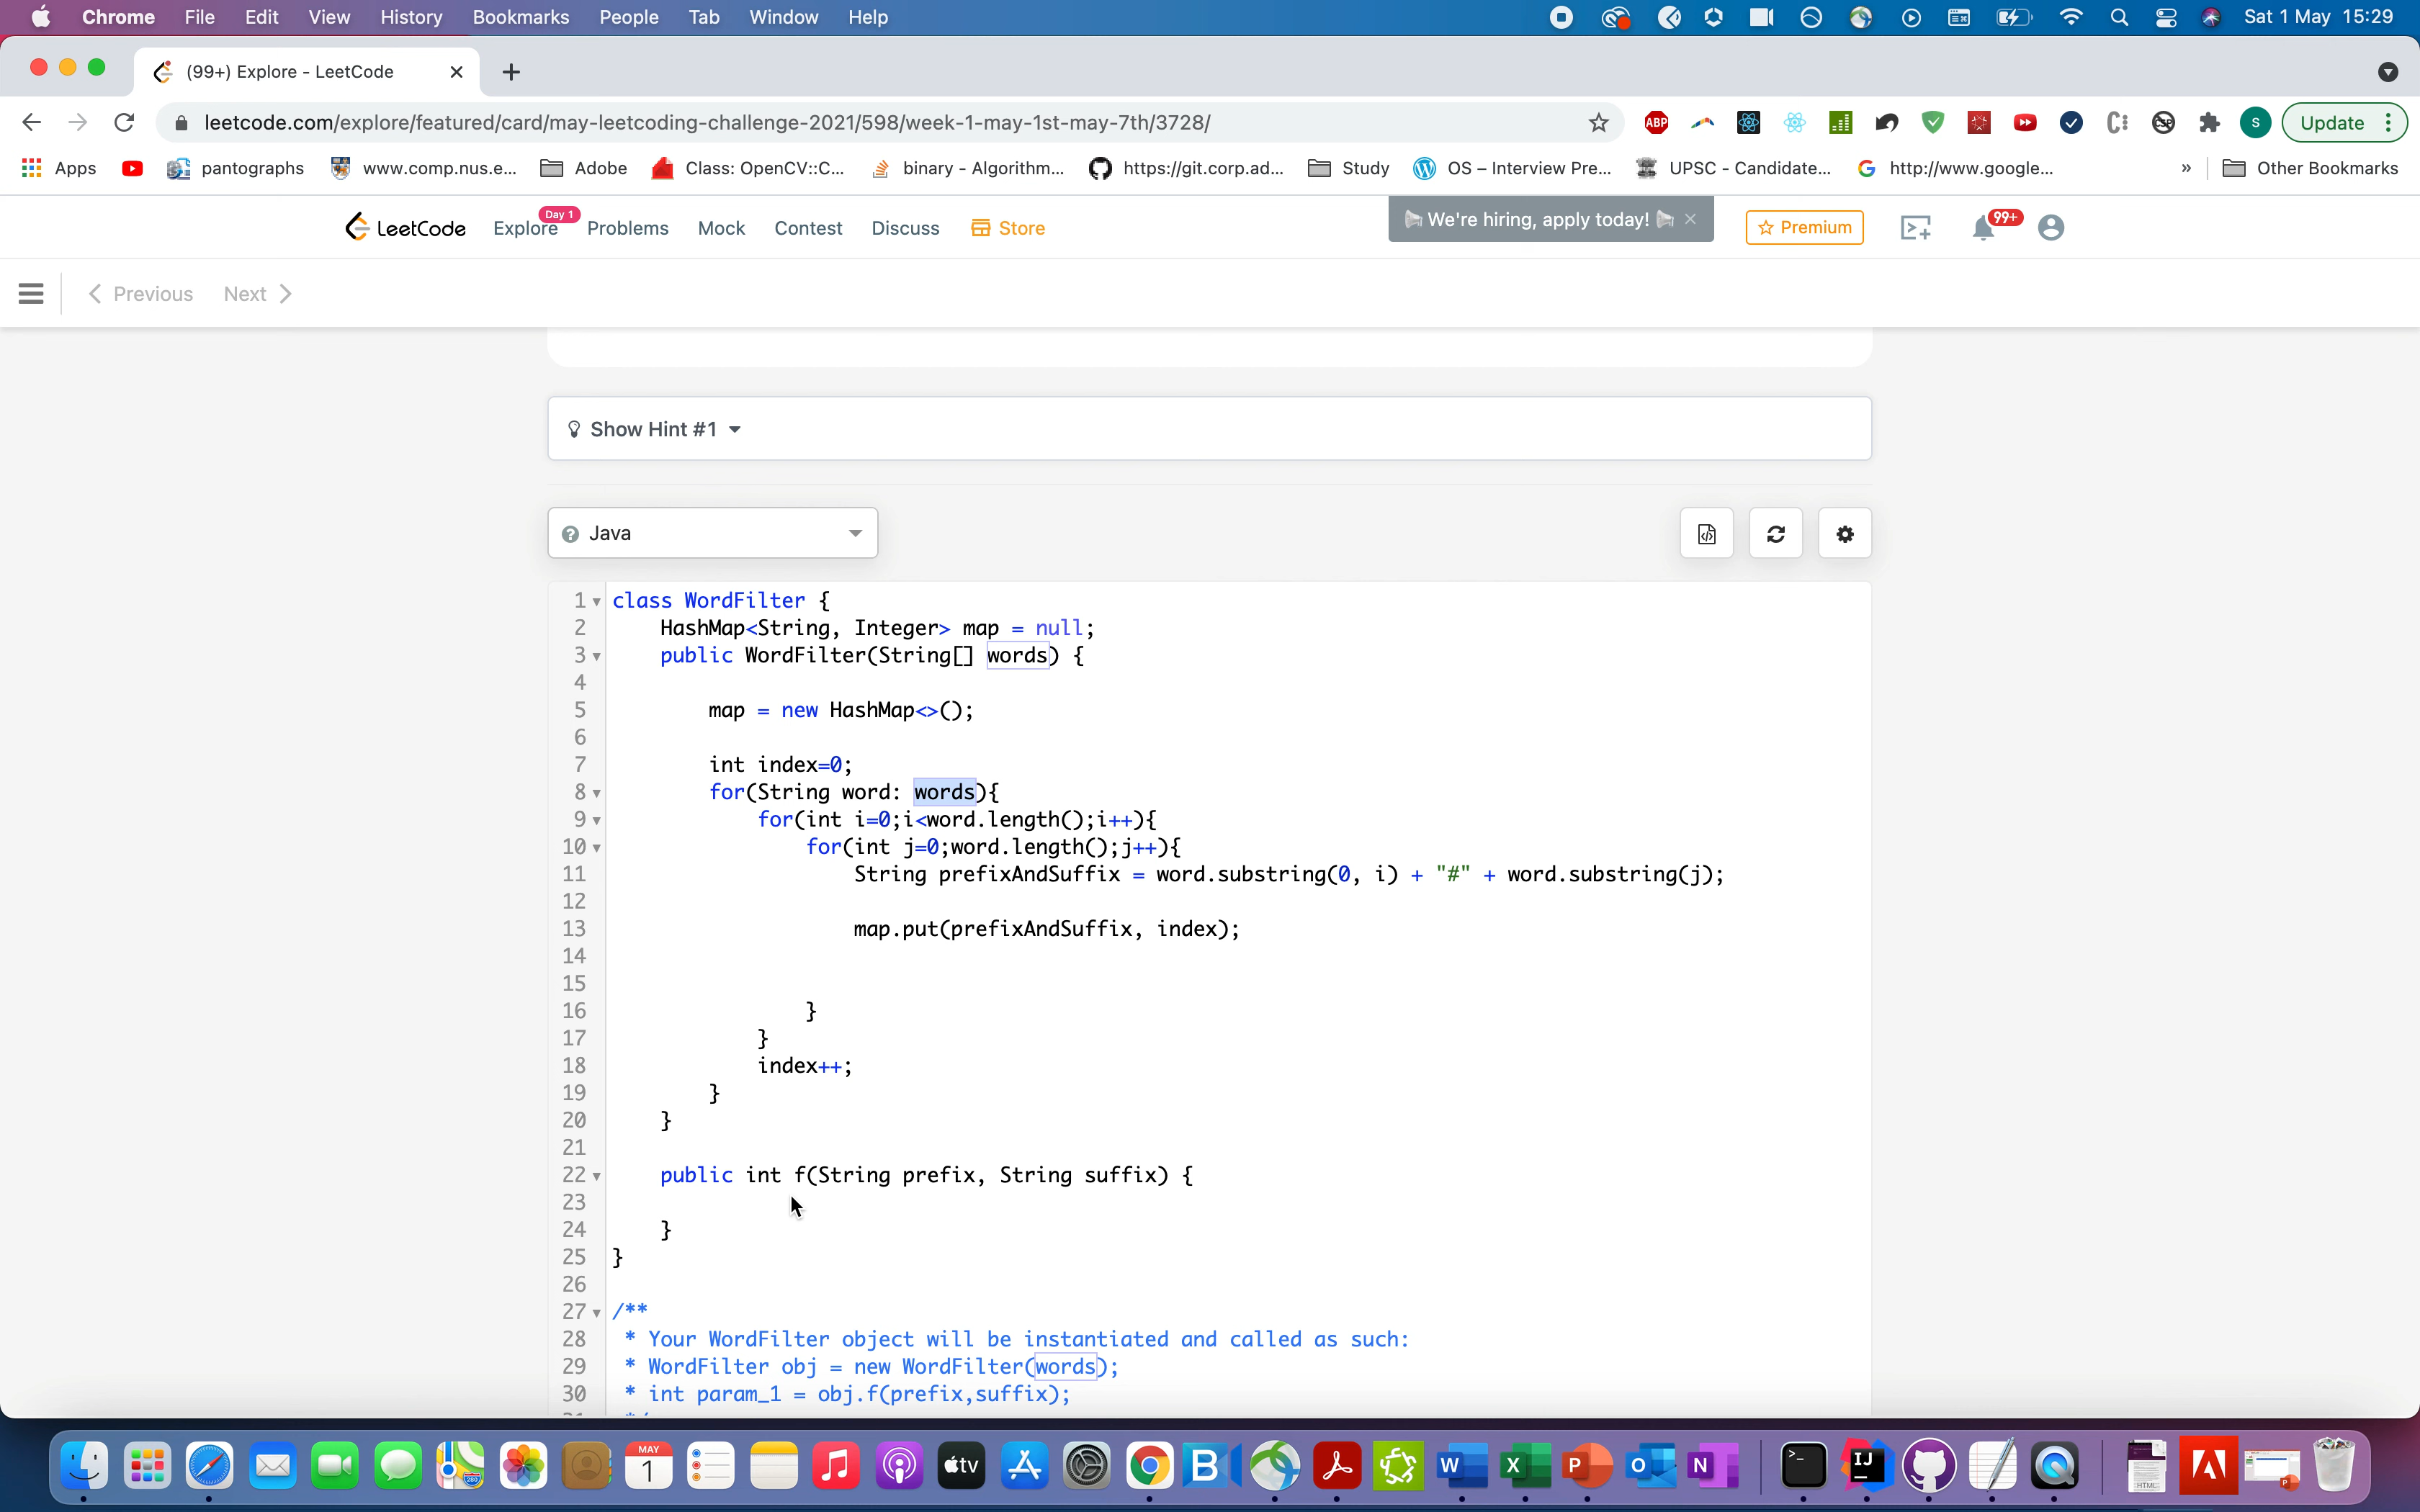 Chrome File Edit View History Bookmarks People Tab Window Help Sat 1 May 15:29
(99+) Explore - LeetCode
leetcode.com/explore/featured/card/may-leetcoding-challenge-2021/598/week-1-may-1st-may-7th/3728/ ABP S Update
Apps pantographs www.comp.nus.e... Adobe Class: OpenCV::C... binary - Algorithm... https://git.corp.ad... Study OS – Interview Pre... UPSC - Candidate... http://www.google... » Other Bookmarks
LeetCode Explore Day 1 Problems Mock Contest Discuss Store We're hiring, apply today! Premium 99+
Previous Next
Show Hint #1
Java
1 class WordFilter {
2 HashMap<String, Integer> map = null;
3 public WordFilter(String[] words) {
4
5 map = new HashMap<>();
6
7 int index=0;
8 for(String word: words){
9 for(int i=0;i<word.length();i++){
10 for(int j=0;word.length();j++){
11 String prefixAndSuffix = word.substring(0, i) + "#" + word.substring(j);
12
13 map.put(prefixAndSuffix, index);
14
15
16 }
17 }
18 index++;
19 }
20 }
21
22 public int f(String prefix, String suffix) {
23
24 }
25 }
26
27 /**
28 * Your WordFilter object will be instantiated and called as such:
29 * WordFilter obj = new WordFilter(words);
30 * int param_1 = obj.f(prefix,suffix);
MAY
1
tv
W X P O N
IJ
HTML